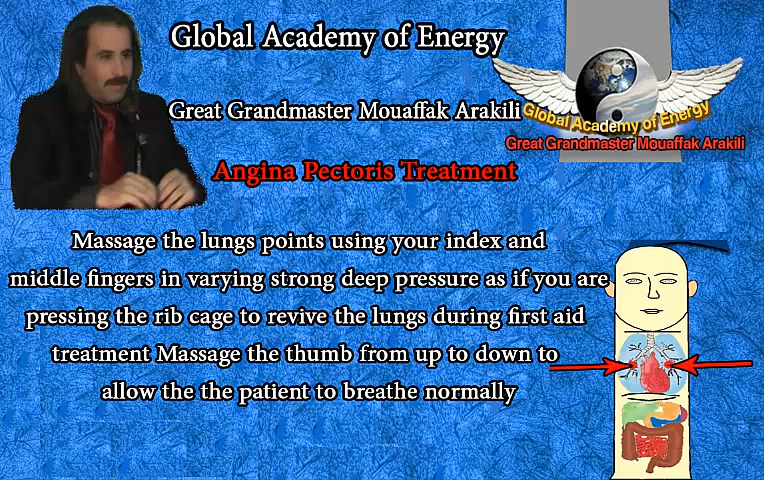 Global Academy of Energy
Great Grandmaster Mouaffak Arakili
Global Academy of Energy
Great Grandmaster Mouaffak Arakili
Angina Pectoris Treatment
Massage the lungs points using your index and
middle fingers in varying strong deep pressure as if you are
pressing the rib cage to revive the lungs during first aid
treatment Massage the thumb from up to down to
allow the the patient to breathe normally